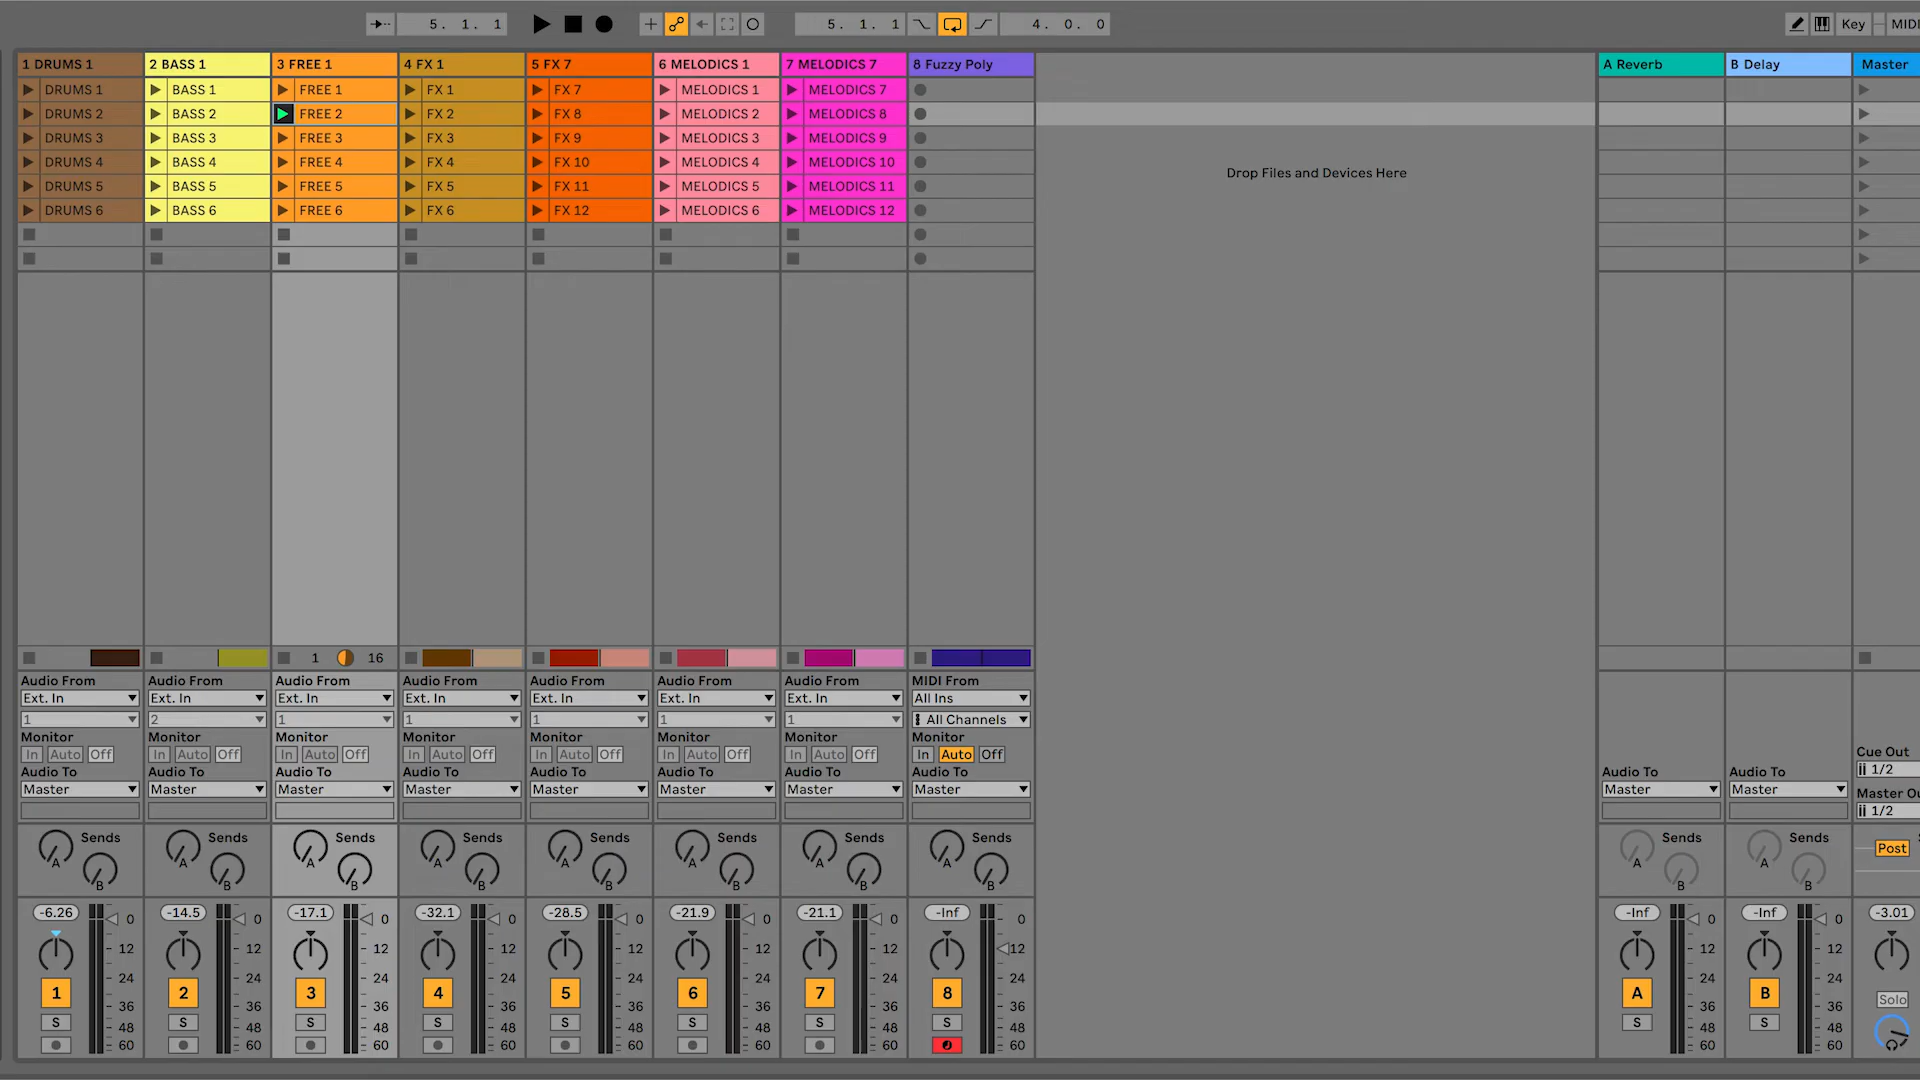 5. 1. 1
5. 1. 1
4. 0. 0
Key
MIDI
1 DRUMS 1
2 BASS 1
3 FREE 1
4 FX 1
5 FX 7
6 MELODICS 1
7 MELODICS 7
8 Fuzzy Poly
A Reverb
B Delay
Master
DRUMS 1 BASS 1 FREE 1 FX 1 FX 7 MELODICS 1 MELODICS 7
DRUMS 2 BASS 2 FREE 2 FX 2 FX 8 MELODICS 2 MELODICS 8
DRUMS 3 BASS 3 FREE 3 FX 3 FX 9 MELODICS 3 MELODICS 9
DRUMS 4 BASS 4 FREE 4 FX 4 FX 10 MELODICS 4 MELODICS 10
Drop Files and Devices Here
DRUMS 5 BASS 5 FREE 5 FX 5 FX 11 MELODICS 5 MELODICS 11
DRUMS 6 BASS 6 FREE 6 FX 6 FX 12 MELODICS 6 MELODICS 12
1 16
Audio From Audio From Audio From Audio From Audio From Audio From Audio From MIDI From
Ext. In Ext. In Ext. In Ext. In Ext. In Ext. In Ext. In All Ins
1 2 1 1 1 1 1 All Channels
Monitor Monitor Monitor Monitor Monitor Monitor Monitor Monitor
In Auto Off In Auto Off In Auto Off In Auto Off In Auto Off In Auto Off In Auto Off In Auto Off
Cue Out
1/2
Audio To Audio To Audio To Audio To Audio To Audio To Audio To Audio To Audio To Audio To
Master Master Master Master Master Master Master Master Master Master
Master Ou
1/2
Sends Sends Sends Sends Sends Sends Sends Sends Sends Sends
A A A A A A A A A A
Post
B B B B B B B B B B
-6.26 0 -14.5 0 -17.1 0 -32.1 0 -28.5 0 -21.9 0 -21.1 0 -Inf 0 -Inf 0 -Inf 0 -3.01
12 12 12 12 12 12 12 12 12 12
24 24 24 24 24 24 24 24 24 24
1 2 3 4 5 6 7 8 A B
Solo
36 36 36 36 36 36 36 36 36 36
S S S S S S S S S S
48 48 48 48 48 48 48 48 48 48
60 60 60 60 60 60 60 60 60 60